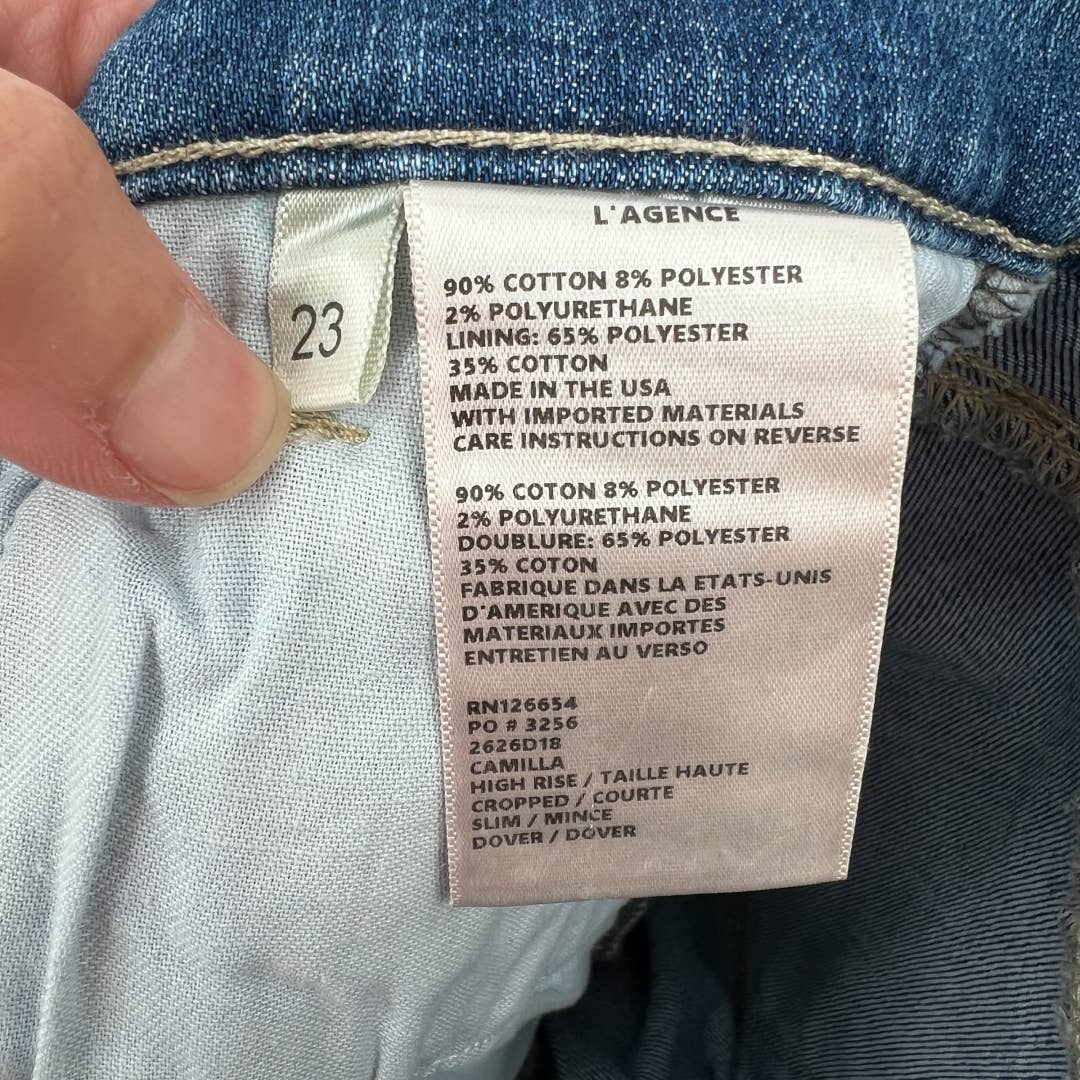 L'AGENCE
23
90% COTTON 8% POLYESTER
2% POLYURETHANE
LINING: 65% POLYESTER
35% COTTON
MADE IN THE USA
WITH IMPORTED MATERIALS
CARE INSTRUCTIONS ON REVERSE
90% COTON 8% POLYESTER
2% POLYURETHANE
DOUBLURE: 65% POLYESTER
35% COTON
FABRIQUE DANS LA ETATS-UNIS
D'AMERIQUE AVEC DES
MATERIAUX IMPORTES
ENTRETIEN AU VERSO
RN126654
PO # 3256
2626D18
CAMILLA
HIGH RISE / TAILLE HAUTE
CROPPED / COURTE
SLIM / MINCE
DOVER / DOVER